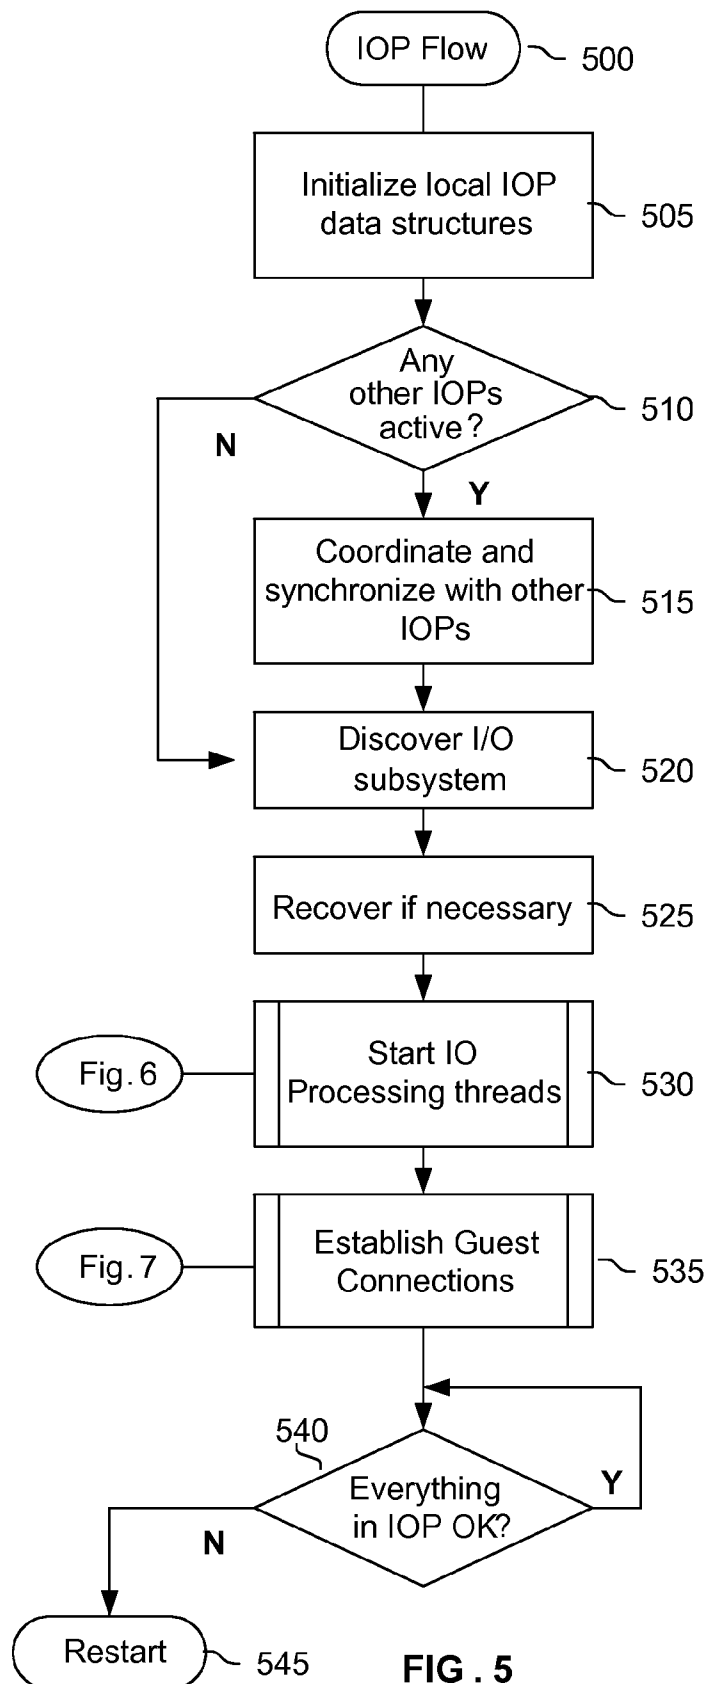 IOP Flow
500
Initialize local IOP
data structures
505
Any
other IOPs
active?
510
N
Y
Coordinate and
synchronize with other
IOPs
515
Discover I/O
subsystem
520
Recover if necessary
525
Fig. 6
Start IO
Processing threads
530
Fig. 7
Establish Guest
Connections
535
540
Everything
in IOP OK?
Y
N
Restart
545
FIG . 5